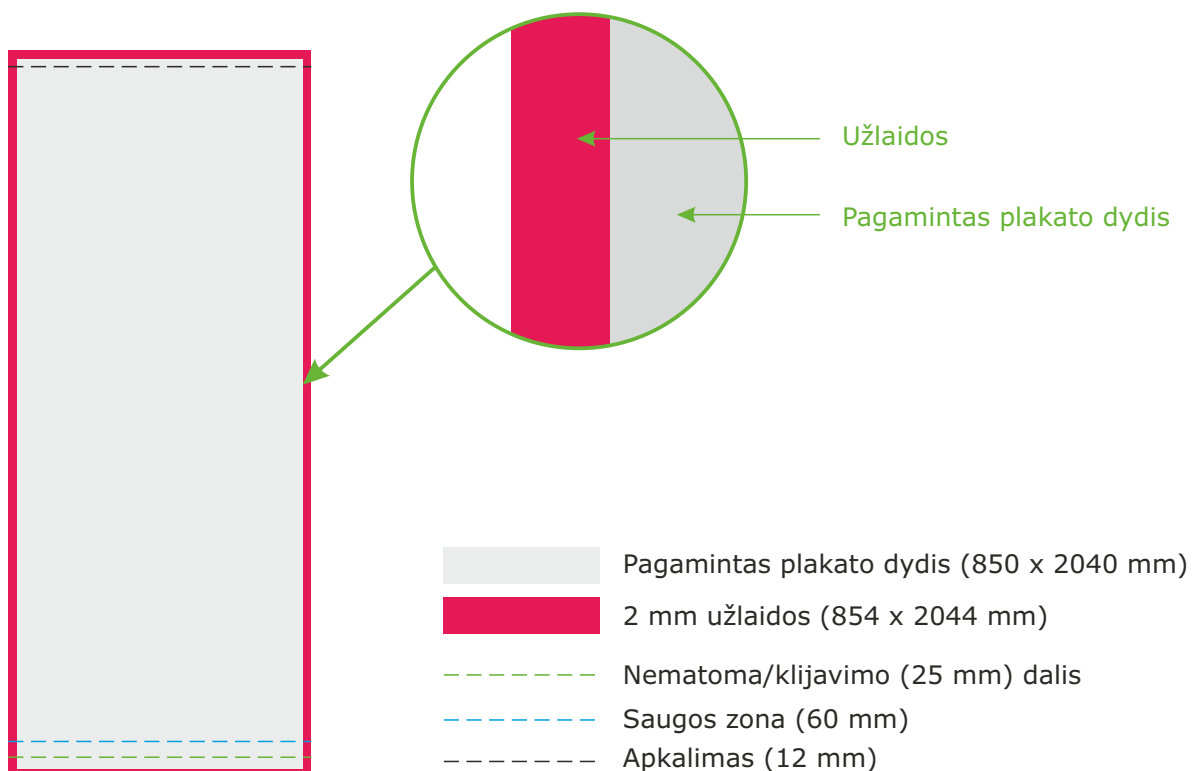 Užlaidos
Pagamintas plakato dydis
Pagamintas plakato dydis (850 x 2040 mm)
2 mm užlaidos (854 x 2044 mm)
Nematoma/klijavimo (25 mm) dalis
Saugos zona (60 mm)
Apkalimas (12 mm)